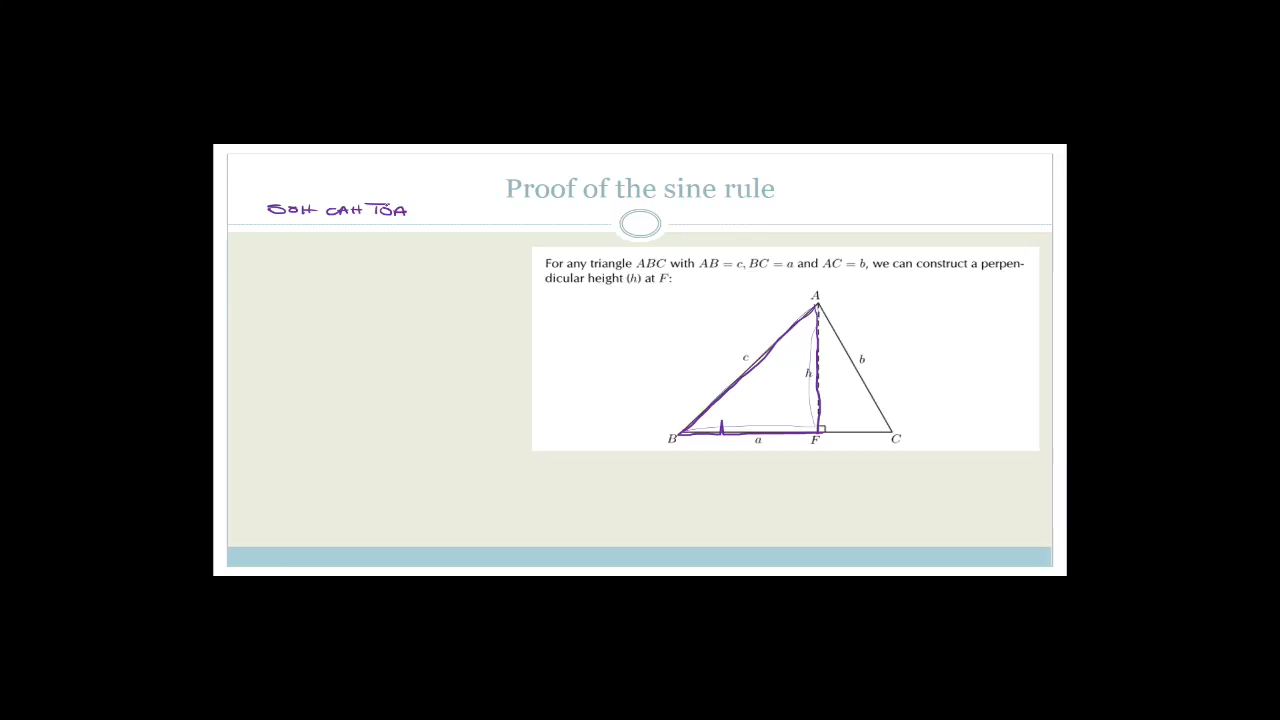 Proof of the sine rule
SOH CAH TOA
For any triangle ABC with AB = c, BC = a and AC = b, we can construct a perpen-
dicular height (h) at F:
A
c
b
h
B
a
F
C